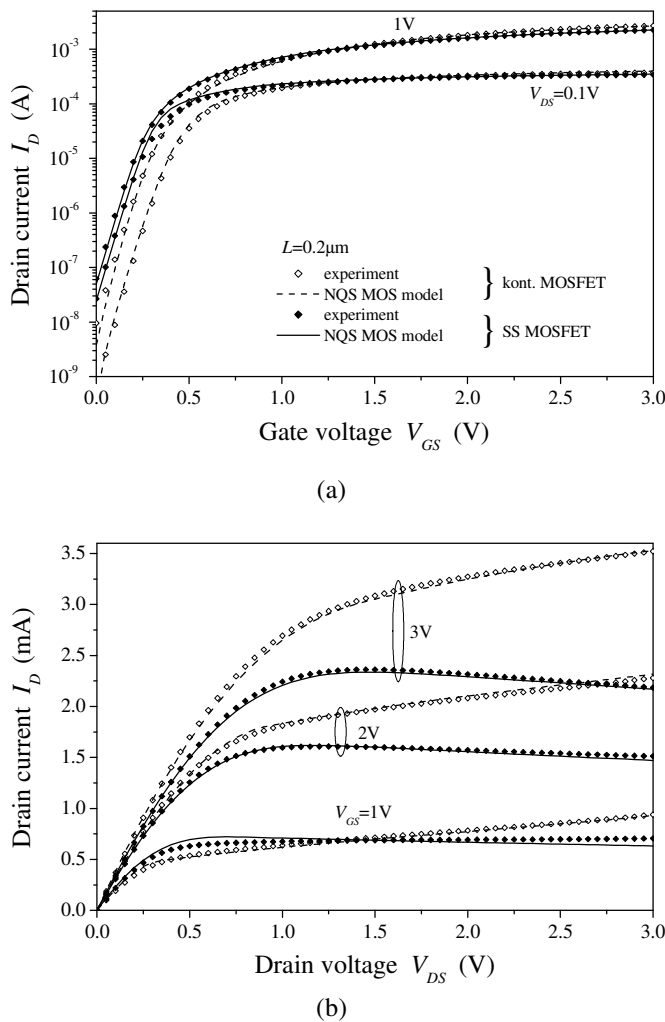 10⁻³
10⁻⁴
10⁻⁵
10⁻⁶
10⁻⁷
10⁻⁸
10⁻⁹
Drain current I_D (A)
1V
V_DS=0.1V
L=0.2μm
experiment
NQS MOS model
} kont. MOSFET
experiment
NQS MOS model
} SS MOSFET
0.0 0.5 1.0 1.5 2.0 2.5 3.0
Gate voltage V_GS (V)
(a)
3.5
3.0
2.5
2.0
1.5
1.0
0.5
0.0
Drain current I_D (mA)
3V
2V
V_GS=1V
0.0 0.5 1.0 1.5 2.0 2.5 3.0
Drain voltage V_DS (V)
(b)